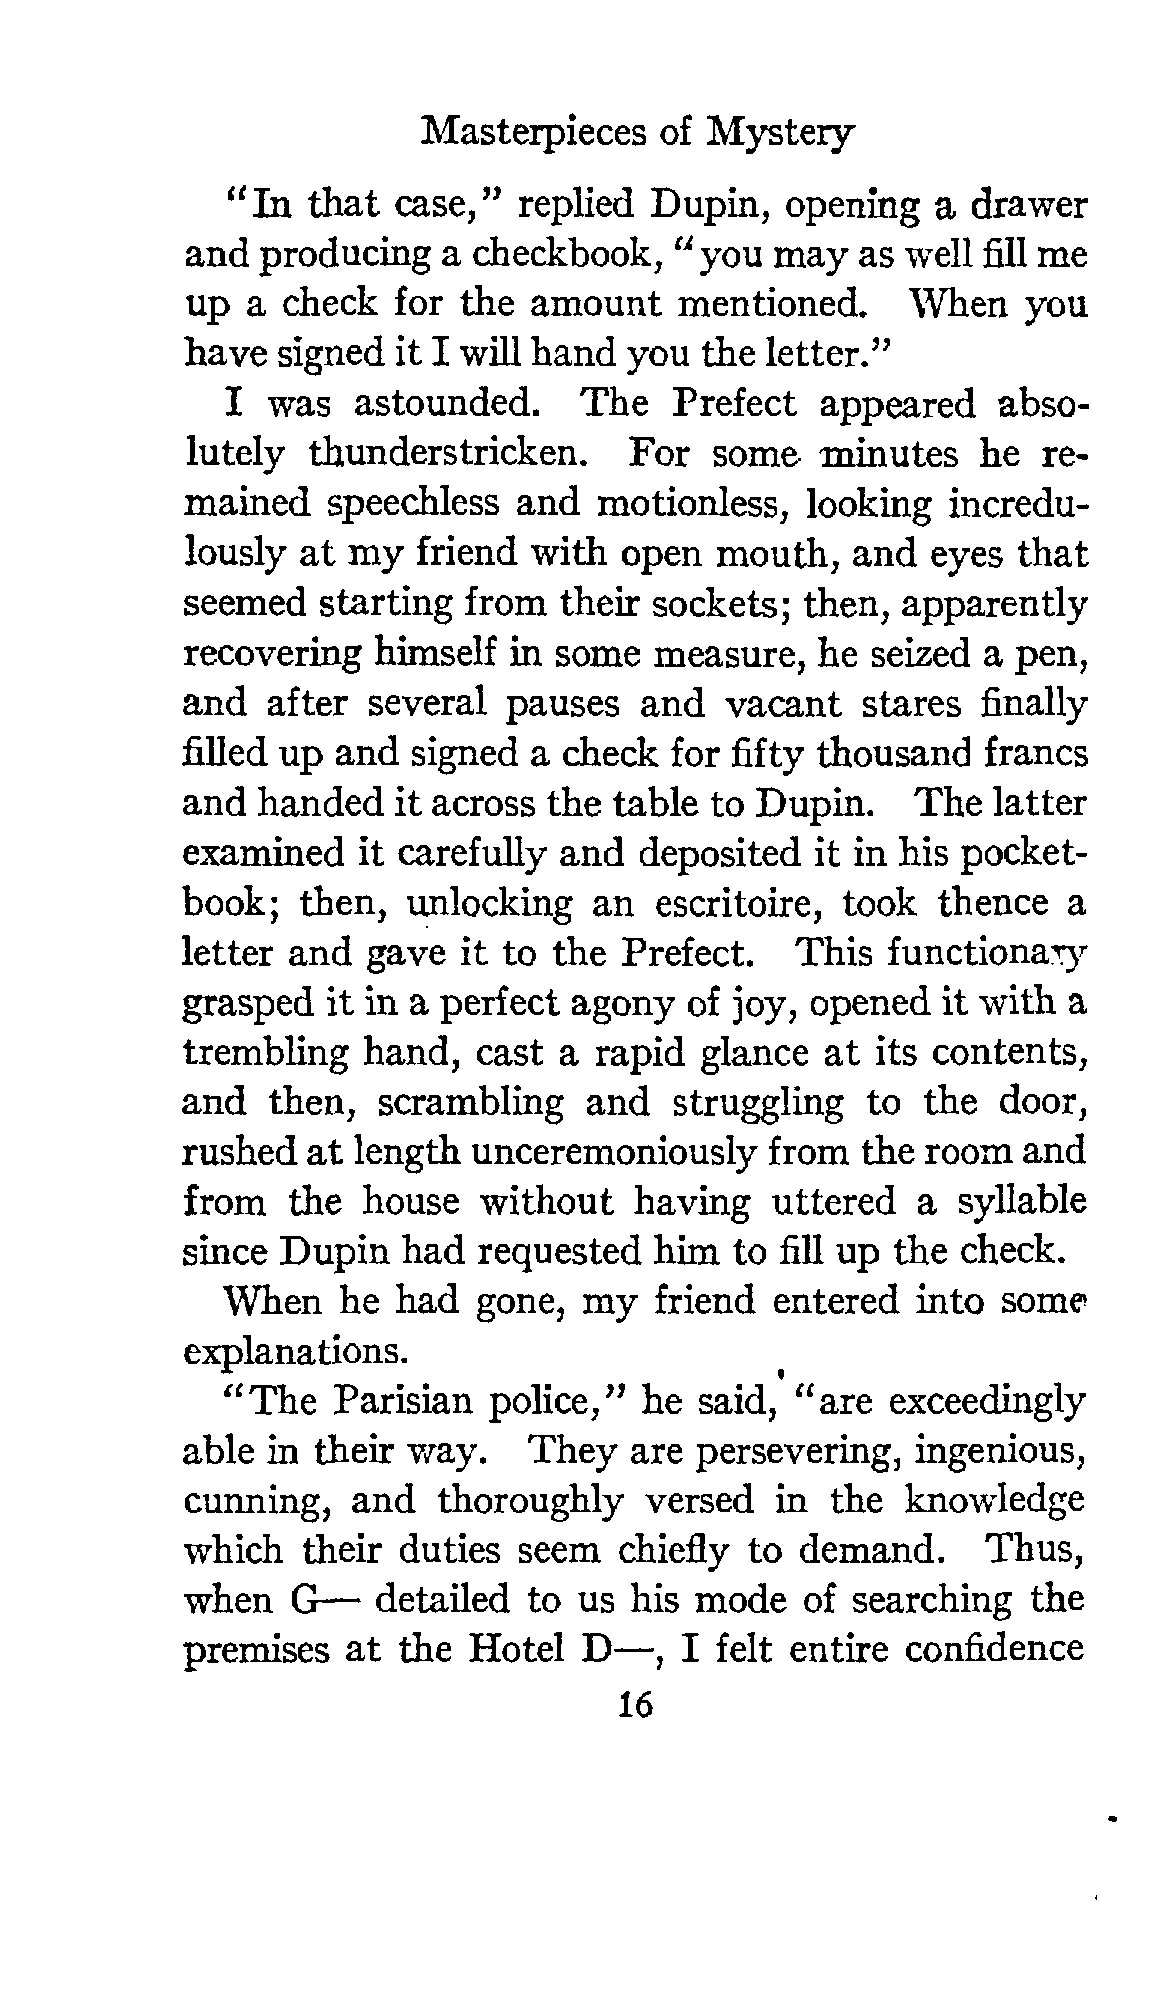 Masterpieces of Mystery
"In that case," replied Dupin, opening a drawer
and producing a checkbook, "you may as well fill me
up a check for the amount mentioned. When you
have signed it I will hand you the letter."
I was astounded. The Prefect appeared abso-
lutely thunderstricken. For some minutes he re-
mained speechless and motionless, looking incredu-
lously at my friend with open mouth, and eyes that
seemed starting from their sockets; then, apparently
recovering himself in some measure, he seized a pen,
and after several pauses and vacant stares finally
filled up and signed a check for fifty thousand francs
and handed it across the table to Dupin. The latter
examined it carefully and deposited it in his pocket-
book; then, unlocking an escritoire, took thence a
letter and gave it to the Prefect. This functionary
grasped it in a perfect agony of joy, opened it with a
trembling hand, cast a rapid glance at its contents,
and then, scrambling and struggling to the door,
rushed at length unceremoniously from the room and
from the house without having uttered a syllable
since Dupin had requested him to fill up the check.
When he had gone, my friend entered into some
explanations.
"The Parisian police," he said, "are exceedingly
able in their way. They are persevering, ingenious,
cunning, and thoroughly versed in the knowledge
which their duties seem chiefly to demand. Thus,
when G— detailed to us his mode of searching the
premises at the Hotel D—, I felt entire confidence
16